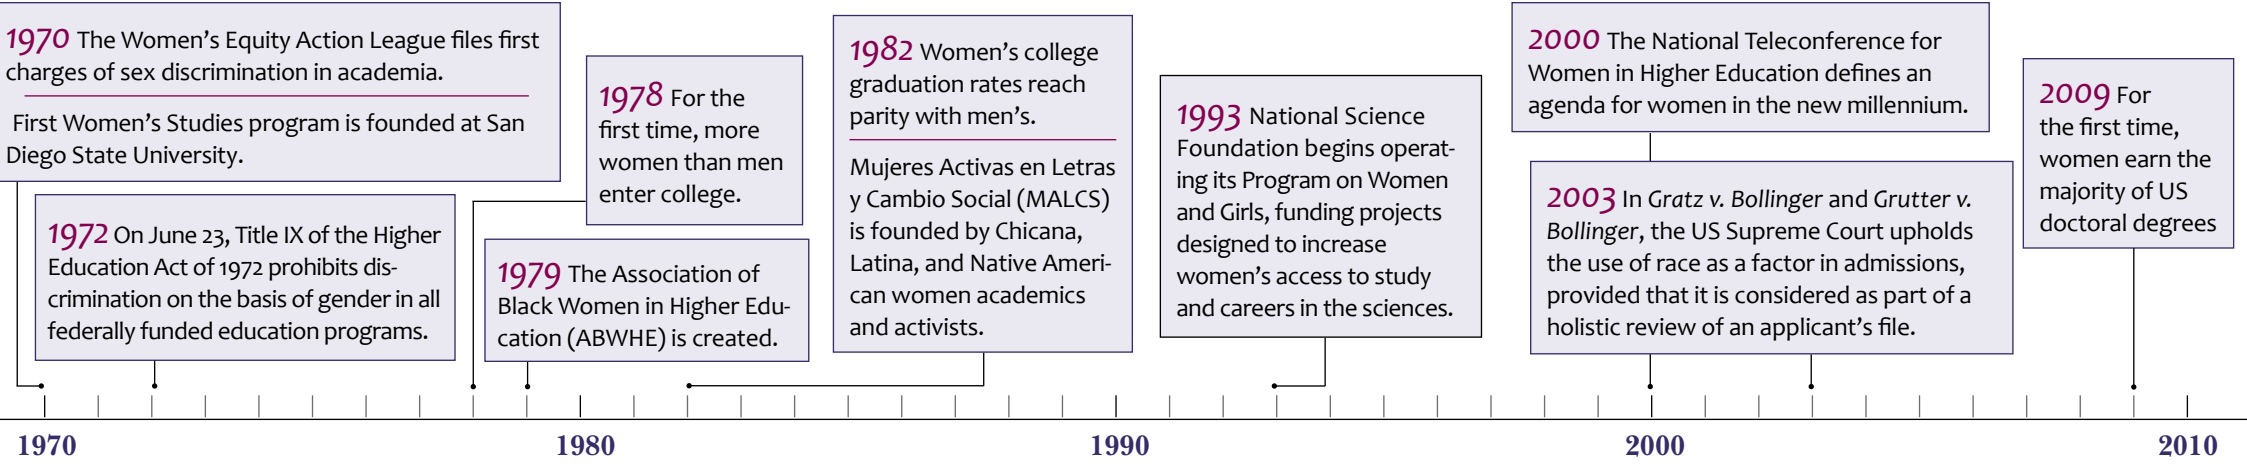 1970 The Women’s Equity Action League files first
charges of sex discrimination in academia.
First Women’s Studies program is founded at San
Diego State University.
1972 On June 23, Title IX of the Higher
Education Act of 1972 prohibits dis-
crimination on the basis of gender in all
federally funded education programs.
1978 For the
first time, more
women than men
enter college.
1979 The Association of
Black Women in Higher Edu-
cation (ABWHE) is created.
1982 Women’s college
graduation rates reach
parity with men’s.
Mujeres Activas en Letras
y Cambio Social (MALCS)
is founded by Chicana,
Latina, and Native Ameri-
can women academics
and activists.
1993 National Science
Foundation begins operat-
ing its Program on Women
and Girls, funding projects
designed to increase
women’s access to study
and careers in the sciences.
2000 The National Teleconference for
Women in Higher Education defines an
agenda for women in the new millennium.
2003 In Gratz v. Bollinger and Grutter v.
Bollinger, the US Supreme Court upholds
the use of race as a factor in admissions,
provided that it is considered as part of a
holistic review of an applicant’s file.
2009 For
the first time,
women earn the
majority of US
doctoral degrees
1970
1980
1990
2000
2010